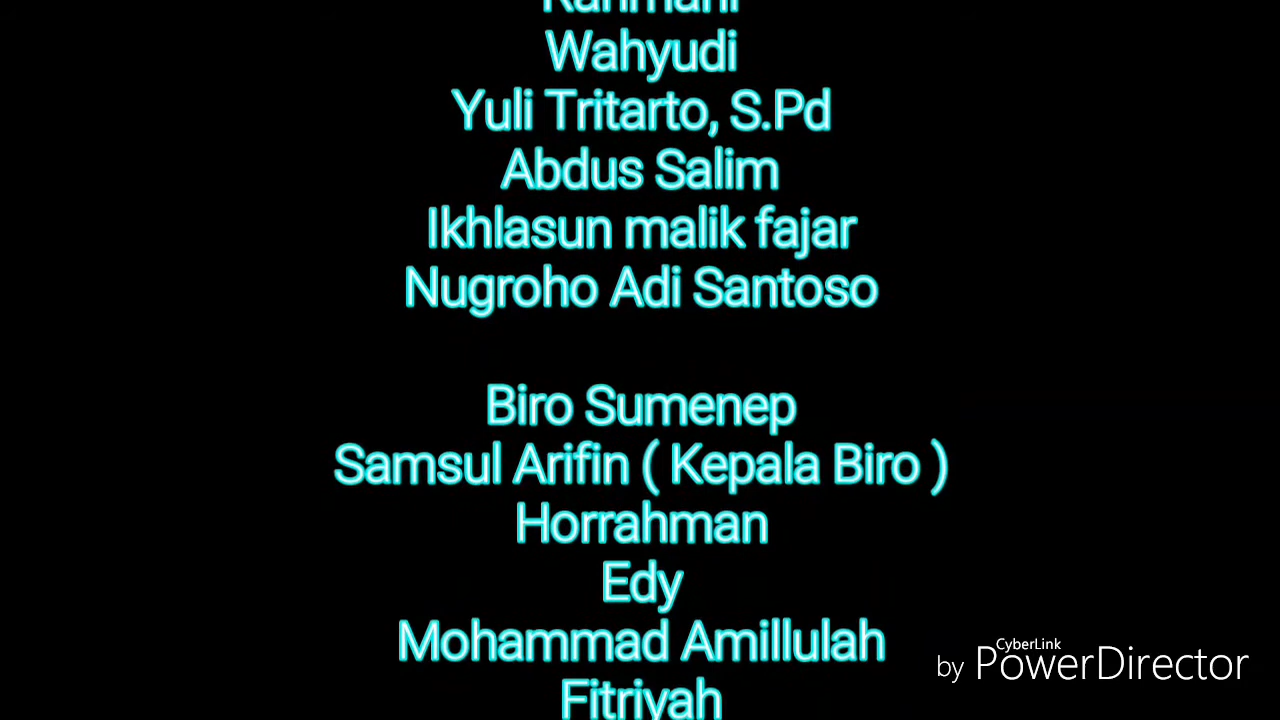 Rahmani
Wahyudi
Yuli Tritarto, S.Pd
Abdus Salim
Ikhlasun malik fajar
Nugroho Adi Santoso
Biro Sumenep
Samsul Arifin ( Kepala Biro )
Horrahman
Edy
Mohammad Amillulah
Fitriyah
CyberLink
by PowerDirector